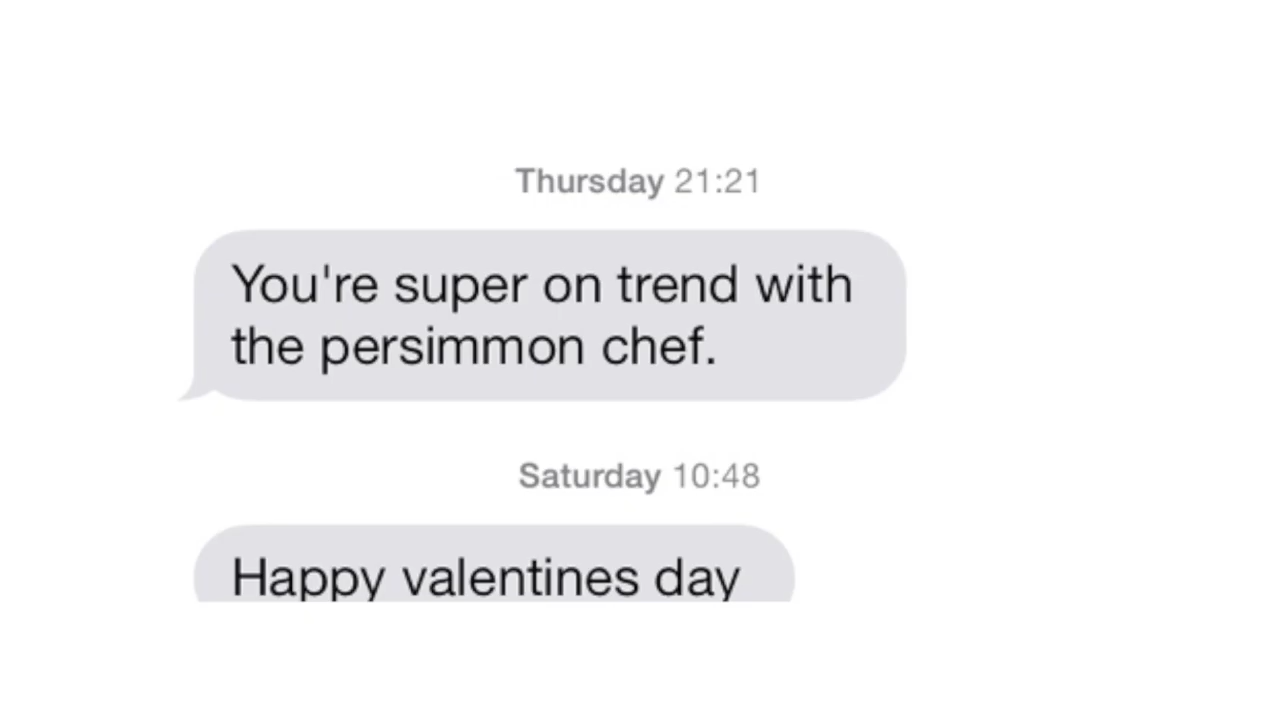 Thursday 21:21
You're super on trend with
the persimmon chef.
Saturday 10:48
Happy valentines day